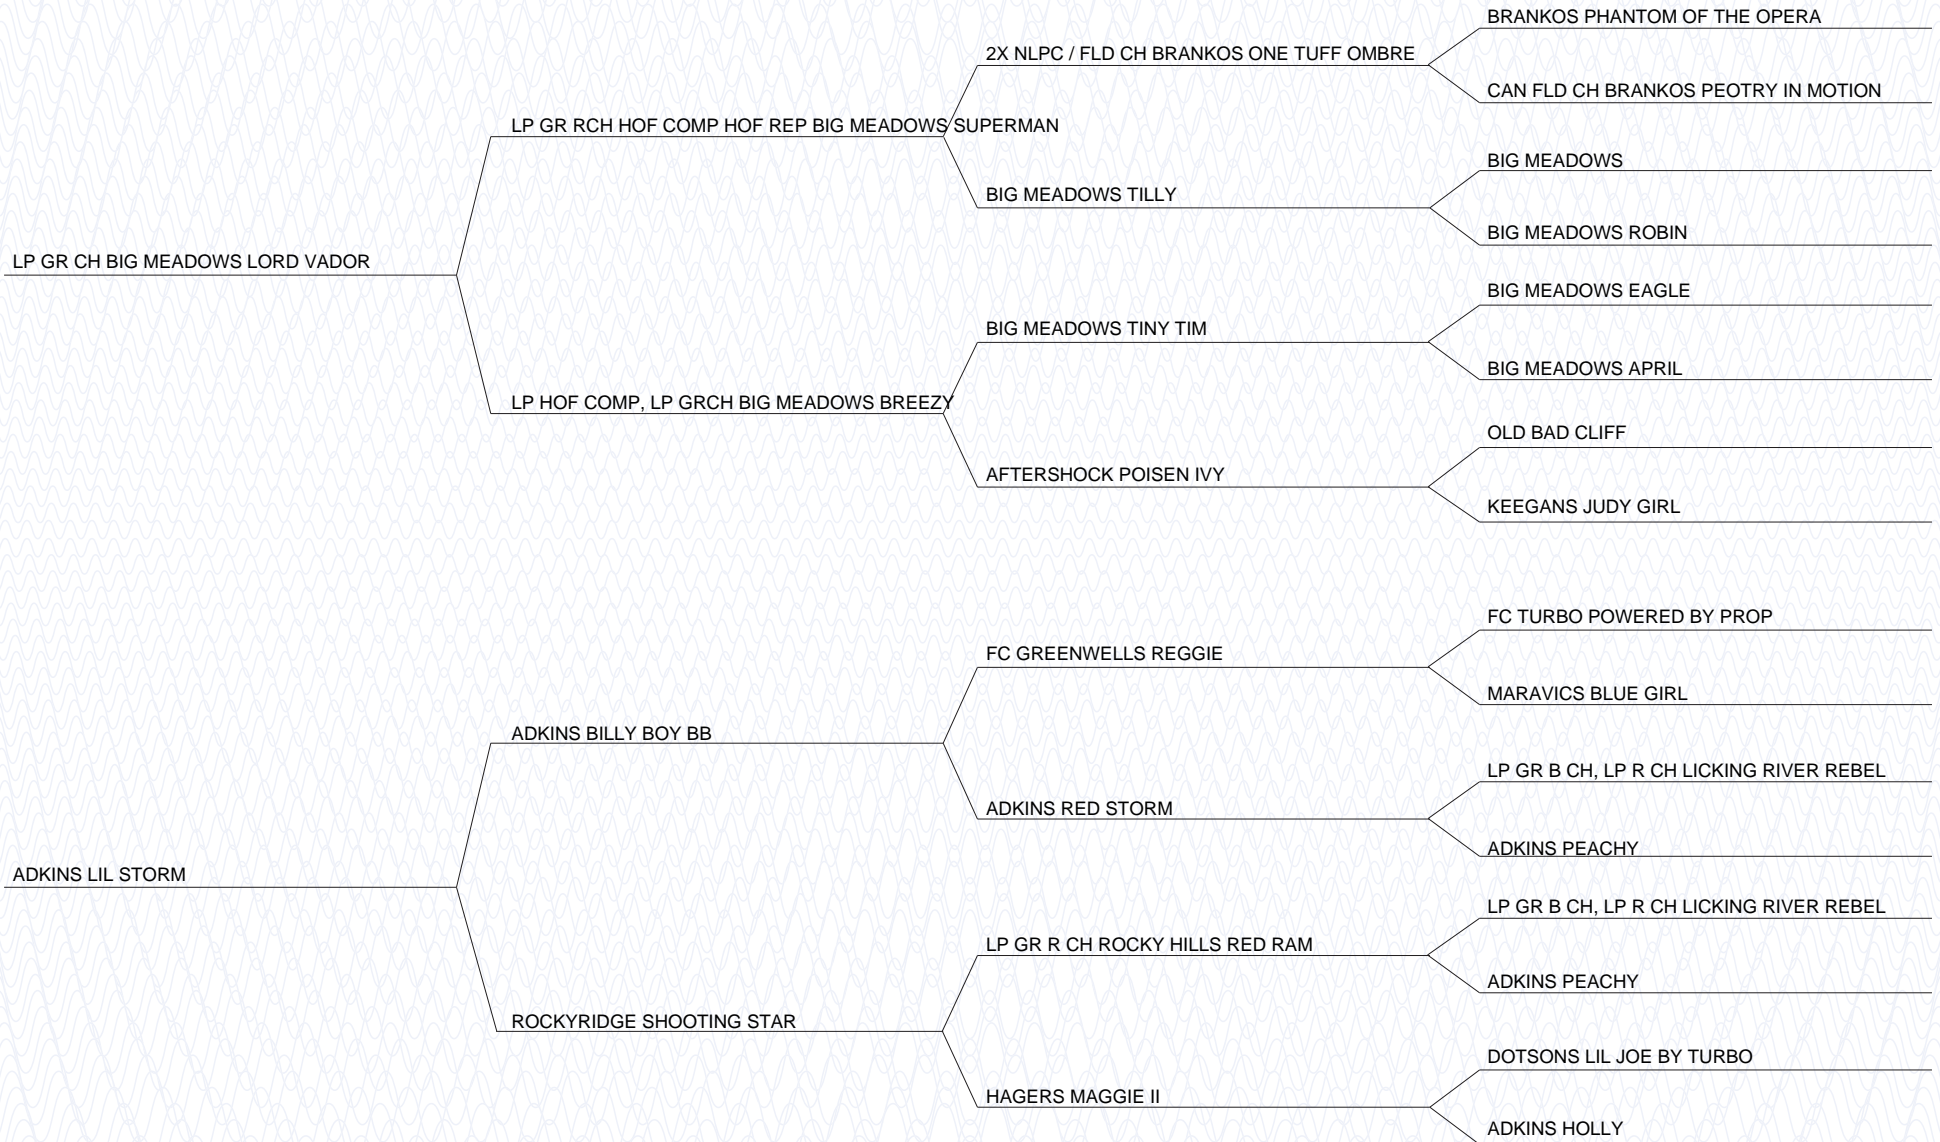 BRANKOS PHANTOM OF THE OPERA
2X NLPC / FLD CH BRANKOS ONE TUFF OMBRE
CAN FLD CH BRANKOS PEOTRY IN MOTION
LP GR RCH HOF COMP HOF REP BIG MEADOWS SUPERMAN
BIG MEADOWS
BIG MEADOWS TILLY
BIG MEADOWS ROBIN
LP GR CH BIG MEADOWS LORD VADOR
BIG MEADOWS EAGLE
BIG MEADOWS TINY TIM
BIG MEADOWS APRIL
LP HOF COMP, LP GRCH BIG MEADOWS BREEZY
OLD BAD CLIFF
AFTERSHOCK POISEN IVY
KEEGANS JUDY GIRL
FC TURBO POWERED BY PROP
FC GREENWELLS REGGIE
MARAVICS BLUE GIRL
ADKINS BILLY BOY BB
LP GR B CH, LP R CH LICKING RIVER REBEL
ADKINS RED STORM
ADKINS PEACHY
ADKINS LIL STORM
LP GR B CH, LP R CH LICKING RIVER REBEL
LP GR R CH ROCKY HILLS RED RAM
ADKINS PEACHY
ROCKYRIDGE SHOOTING STAR
DOTSONS LIL JOE BY TURBO
HAGERS MAGGIE II
ADKINS HOLLY